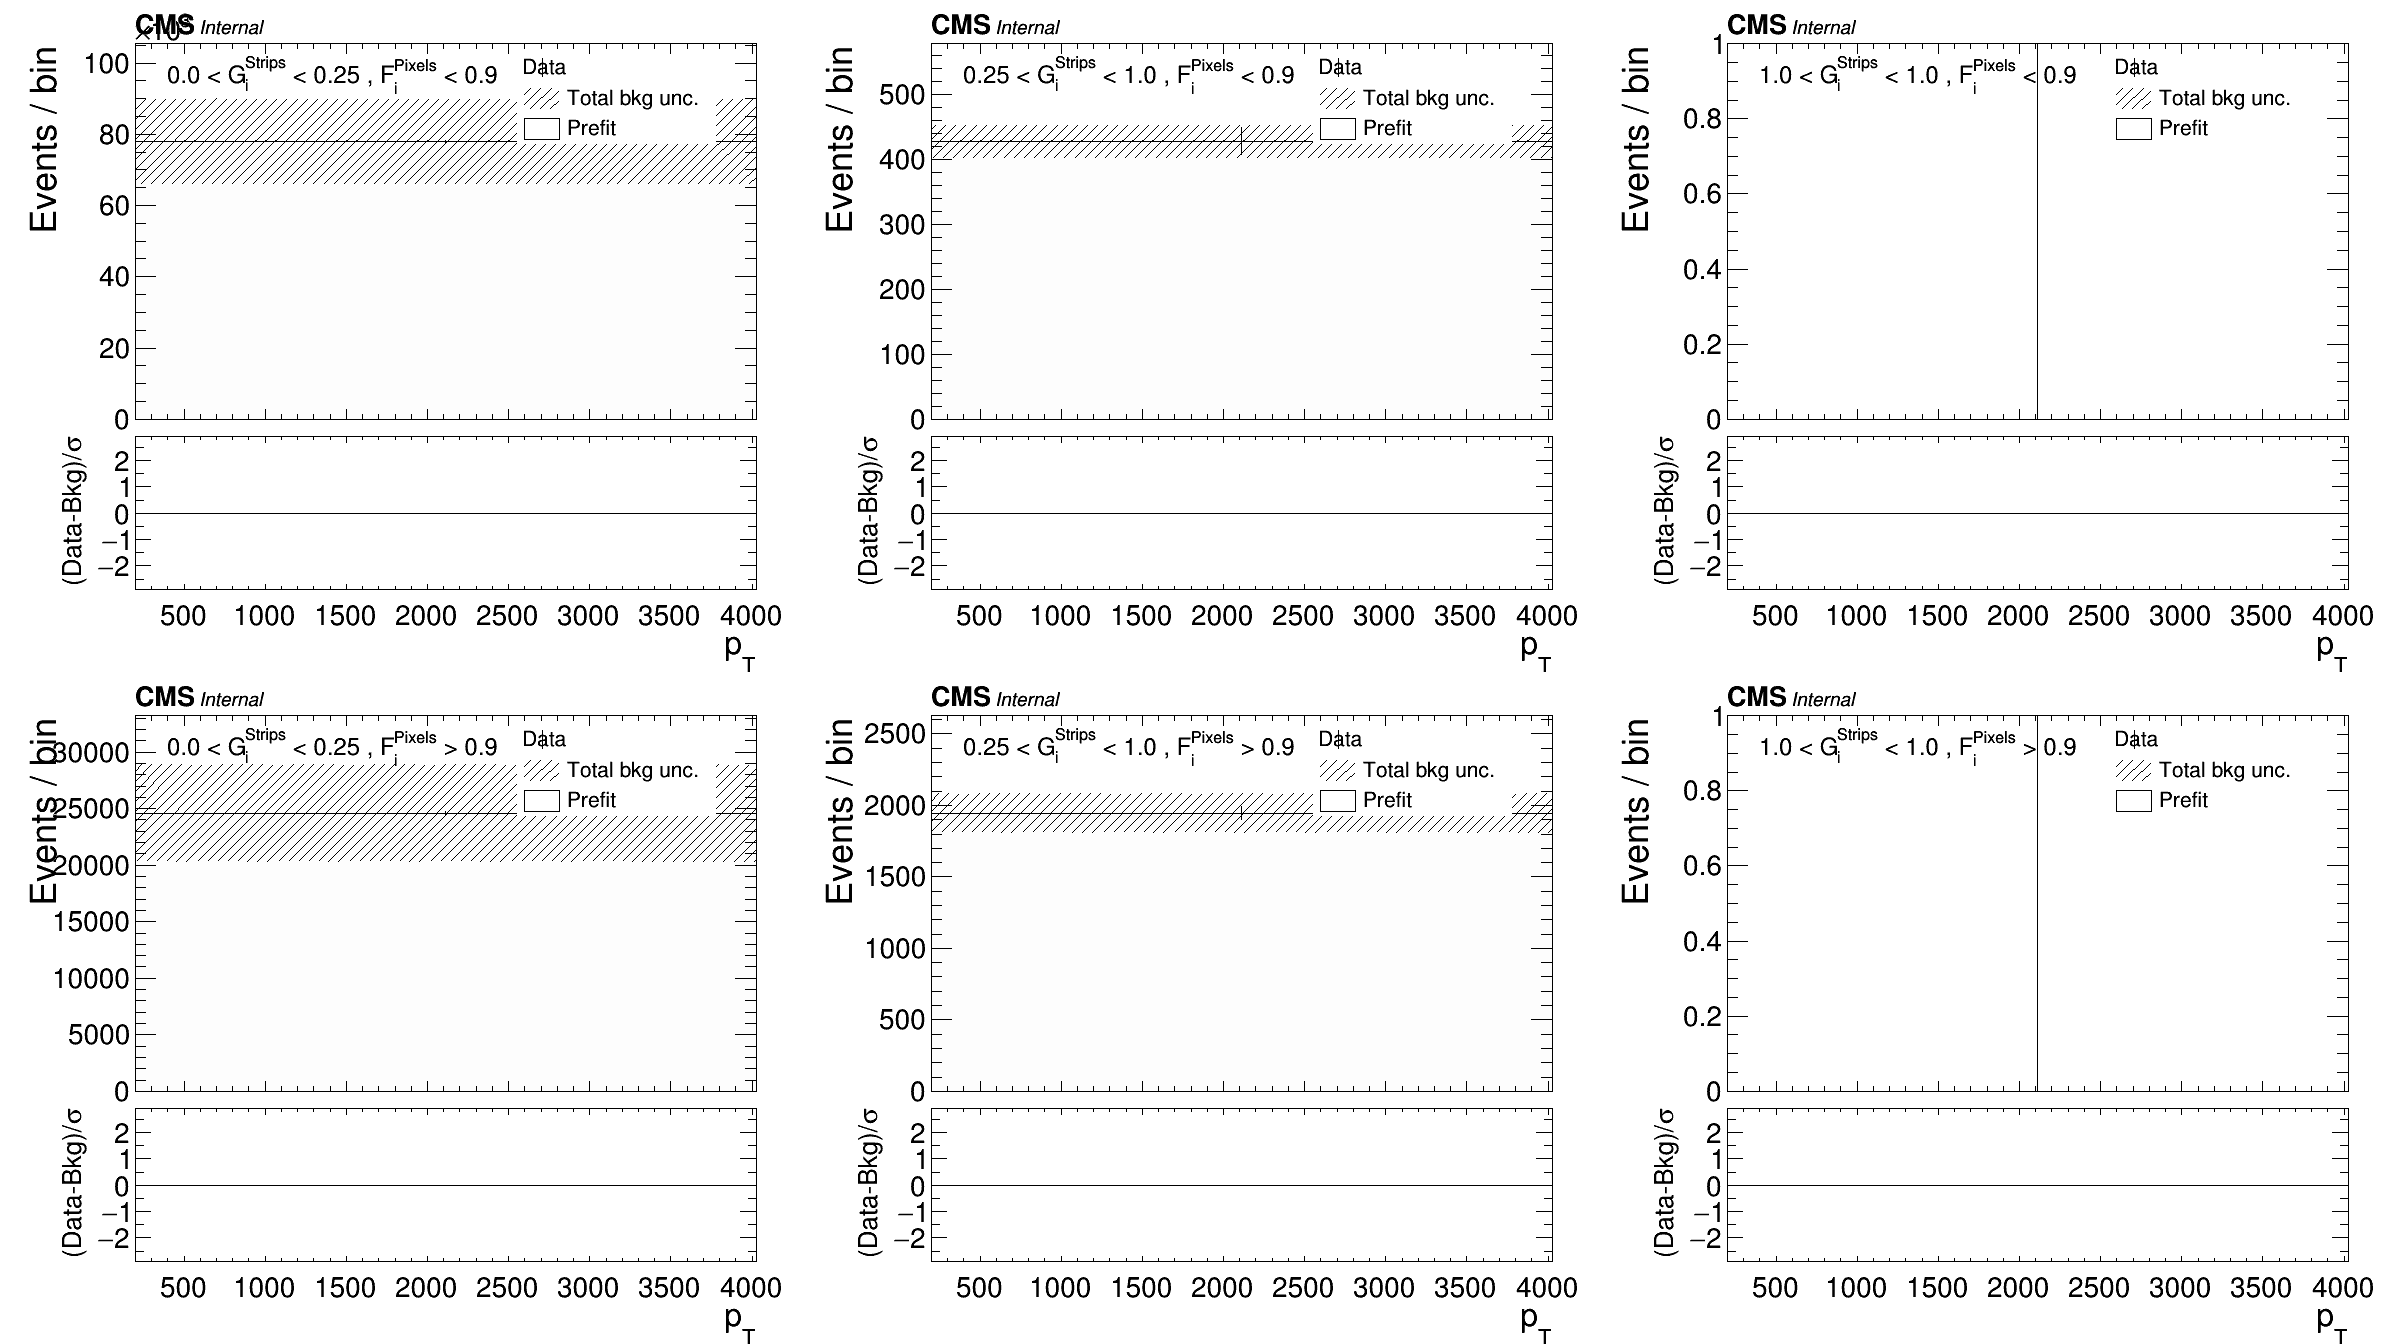 CMS Internal
×10³
Events / bin
0.0 < G_i^Strips < 0.25 , F_i^Pixels < 0.9
Data
Total bkg unc.
Prefit
100
80
60
40
20
0
(Data-Bkg)/σ
2
1
0
−1
−2
500 1000 1500 2000 2500 3000 3500 4000
p_T
CMS Internal
Events / bin
0.25 < G_i^Strips < 1.0 , F_i^Pixels < 0.9
Data
Total bkg unc.
Prefit
500
400
300
200
100
0
(Data-Bkg)/σ
2
1
0
−1
−2
500 1000 1500 2000 2500 3000 3500 4000
p_T
CMS Internal
Events / bin
1.0 < G_i^Strips < 1.0 , F_i^Pixels < 0.9
Data
Total bkg unc.
Prefit
1
0.8
0.6
0.4
0.2
0
(Data-Bkg)/σ
2
1
0
−1
−2
500 1000 1500 2000 2500 3000 3500 4000
p_T
CMS Internal
Events / bin
0.0 < G_i^Strips < 0.25 , F_i^Pixels > 0.9
Data
Total bkg unc.
Prefit
30000
25000
20000
15000
10000
5000
0
(Data-Bkg)/σ
2
1
0
−1
−2
500 1000 1500 2000 2500 3000 3500 4000
p_T
CMS Internal
Events / bin
0.25 < G_i^Strips < 1.0 , F_i^Pixels > 0.9
Data
Total bkg unc.
Prefit
2500
2000
1500
1000
500
0
(Data-Bkg)/σ
2
1
0
−1
−2
500 1000 1500 2000 2500 3000 3500 4000
p_T
CMS Internal
Events / bin
1.0 < G_i^Strips < 1.0 , F_i^Pixels > 0.9
Data
Total bkg unc.
Prefit
1
0.8
0.6
0.4
0.2
0
(Data-Bkg)/σ
2
1
0
−1
−2
500 1000 1500 2000 2500 3000 3500 4000
p_T